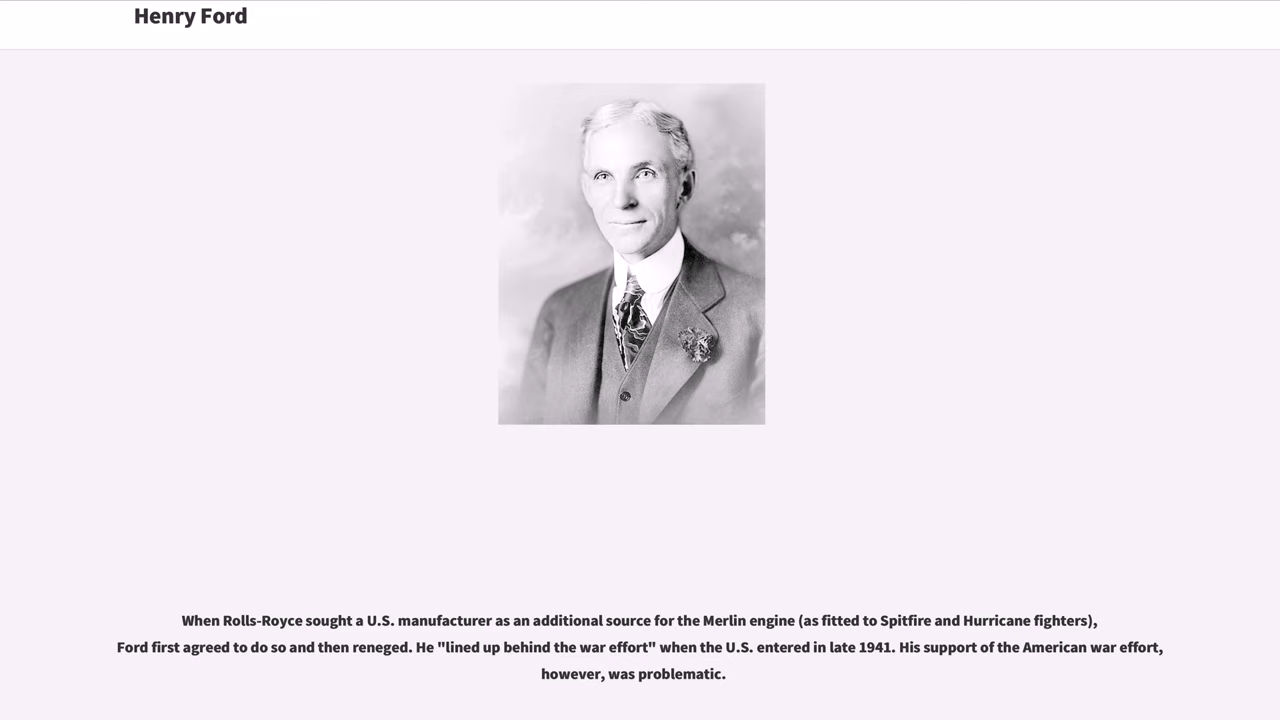 Henry Ford
When Rolls-Royce sought a U.S. manufacturer as an additional source for the Merlin engine (as fitted to Spitfire and Hurricane fighters),
Ford first agreed to do so and then reneged. He "lined up behind the war effort" when the U.S. entered in late 1941. His support of the American war effort,
however, was problematic.